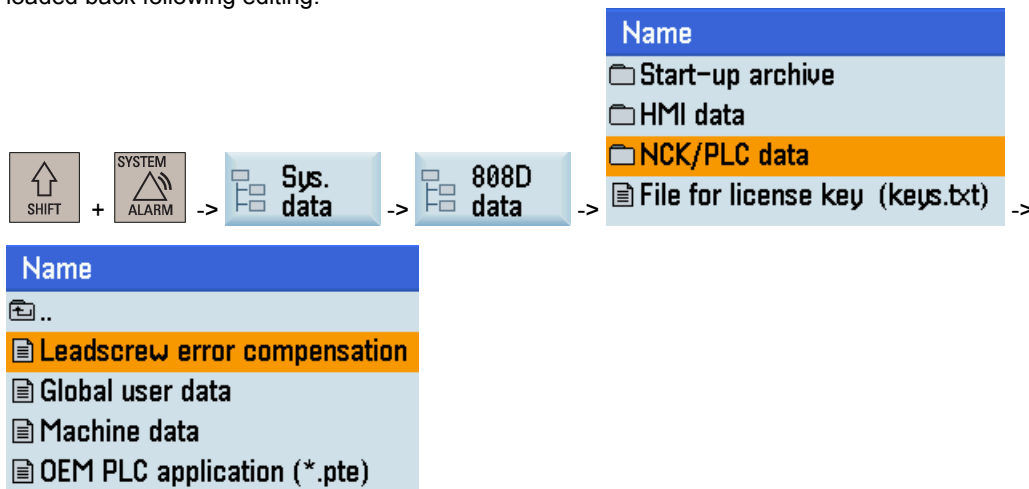 loaded back following editing:
Name
Start-up archive
HMI data
NCK/PLC data
File for license key (keys.txt)
SHIFT
+
SYSTEM
ALARM
->
Sys.
data
->
808D
data
->
->
Name
..
Leadscrew error compensation
Global user data
Machine data
OEM PLC application (*.pte)